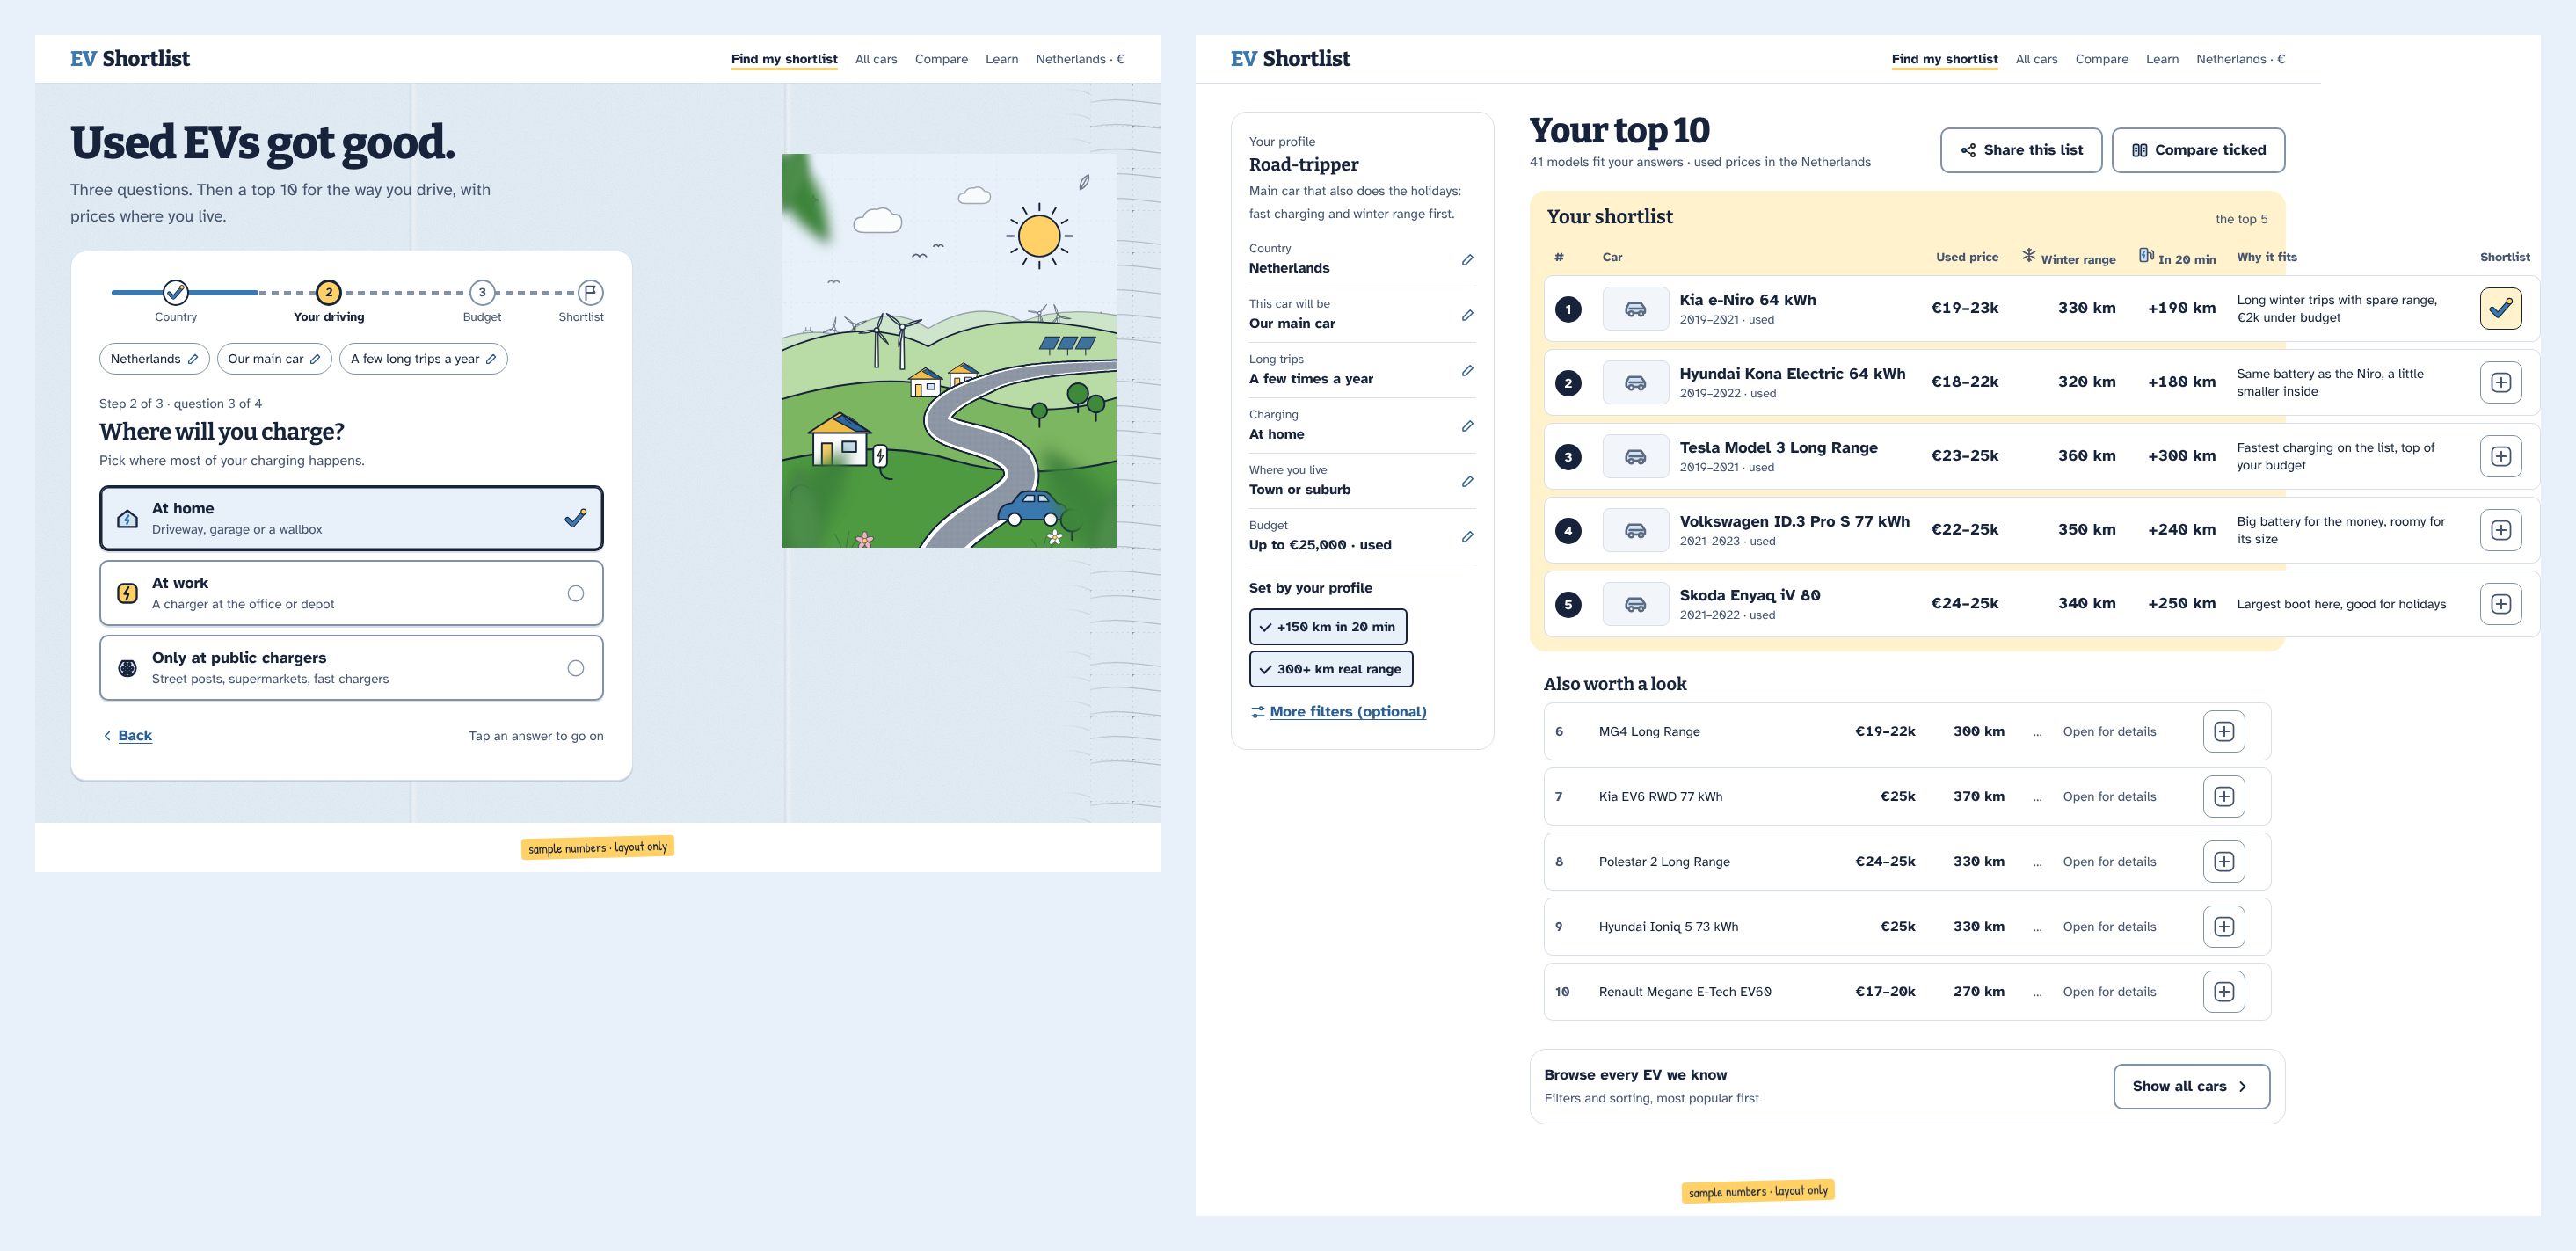 EV Shortlist
Find my shortlist All cars Compare Learn Netherlands · €
Used EVs got good.
Three questions. Then a top 10 for the way you drive, with
prices where you live.
2 3
Country Your driving Budget Shortlist
Netherlands Our main car A few long trips a year
Step 2 of 3 · question 3 of 4
Where will you charge?
Pick where most of your charging happens.
At home
Driveway, garage or a wallbox
At work
A charger at the office or depot
Only at public chargers
Street posts, supermarkets, fast chargers
Back Tap an answer to go on
sample numbers · layout only
EV Shortlist
Find my shortlist All cars Compare Learn Netherlands · €
Your profile
Road-tripper
Main car that also does the holidays:
fast charging and winter range first.
Country
Netherlands
This car will be
Our main car
Long trips
A few times a year
Charging
At home
Where you live
Town or suburb
Budget
Up to €25,000 · used
Set by your profile
+150 km in 20 min
300+ km real range
More filters (optional)
Your top 10
41 models fit your answers · used prices in the Netherlands
Share this list Compare ticked
Your shortlist the top 5
# Car Used price Winter range In 20 min Why it fits Shortlist
1 Kia e-Niro 64 kWh €19–23k 330 km +190 km Long winter trips with spare range,
2019–2021 · used €2k under budget
2 Hyundai Kona Electric 64 kWh €18–22k 320 km +180 km Same battery as the Niro, a little
2019–2022 · used smaller inside
3 Tesla Model 3 Long Range €23–25k 360 km +300 km Fastest charging on the list, top of
2019–2021 · used your budget
4 Volkswagen ID.3 Pro S 77 kWh €22–25k 350 km +240 km Big battery for the money, roomy for
2021–2023 · used its size
5 Skoda Enyaq iV 80 €24–25k 340 km +250 km Largest boot here, good for holidays
2021–2022 · used
Also worth a look
6 MG4 Long Range €19–22k 300 km ... Open for details
7 Kia EV6 RWD 77 kWh €25k 370 km ... Open for details
8 Polestar 2 Long Range €24–25k 330 km ... Open for details
9 Hyundai Ioniq 5 73 kWh €25k 330 km ... Open for details
10 Renault Megane E-Tech EV60 €17–20k 270 km ... Open for details
Browse every EV we know
Filters and sorting, most popular first
Show all cars
sample numbers · layout only